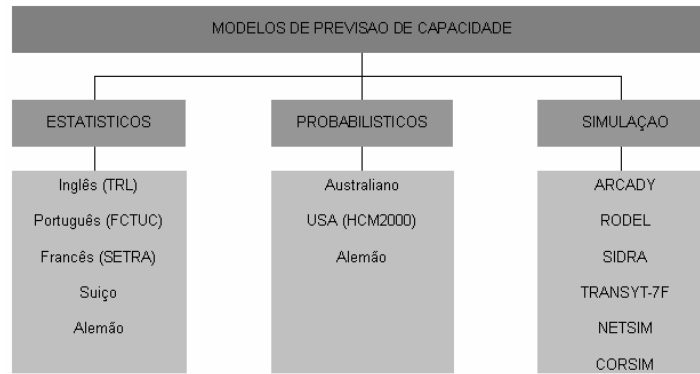 MODELOS DE PREVISAO DE CAPACIDADE
ESTATISTICOS
Inglês (TRL)
Português (FCTUC)
Francês (SETRA)
Suiço
Alemão
PROBABILISTICOS
Australiano
USA (HCM2000)
Alemão
SIMULAÇAO
ARCADY
RODEL
SIDRA
TRANSYT-7F
NETSIM
CORSIM